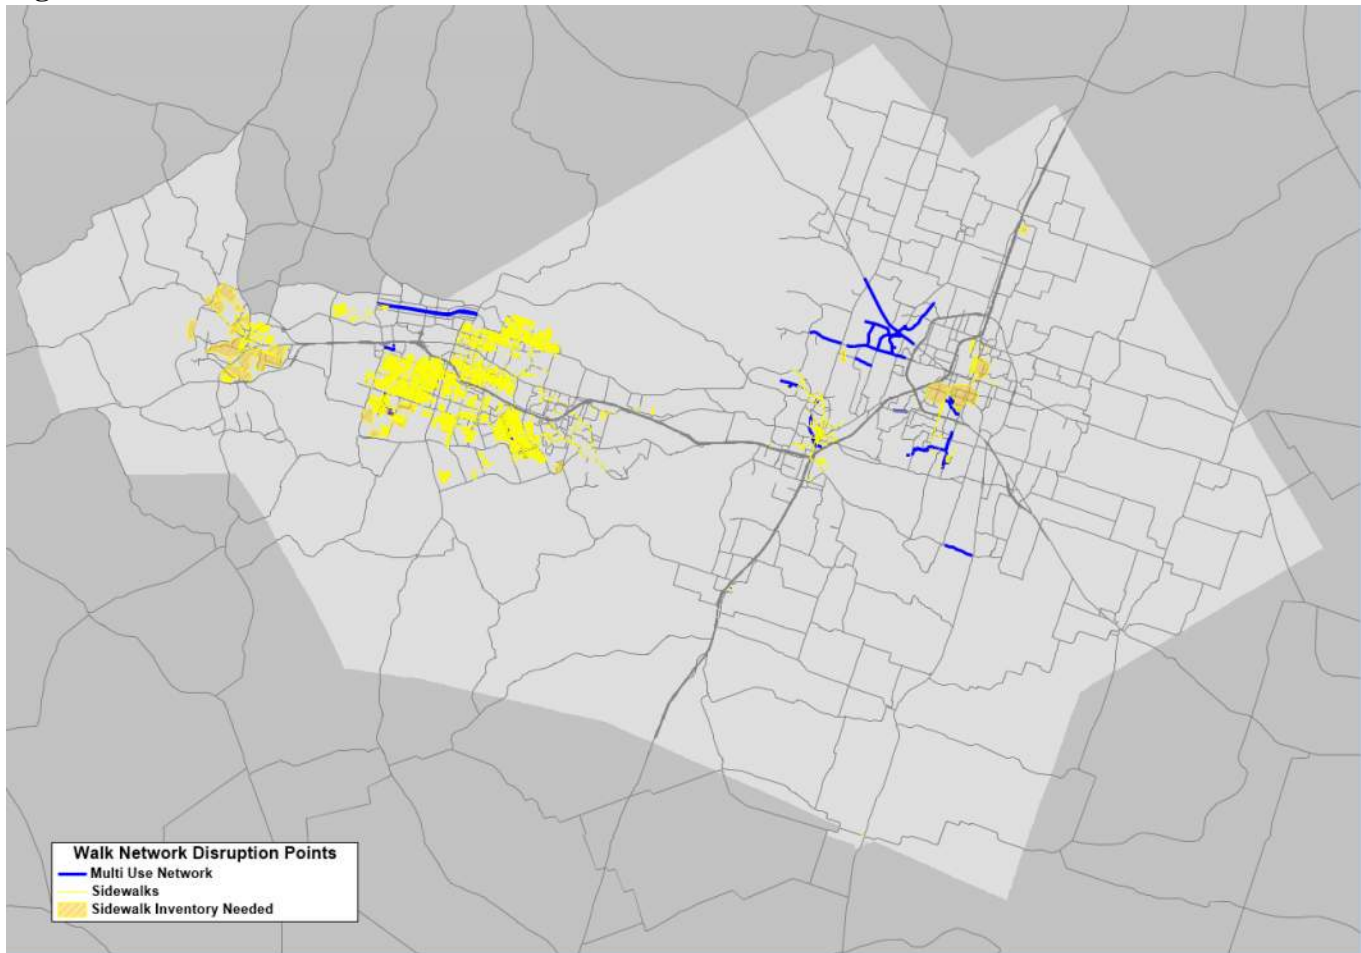 Walk Network Disruption Points
Multi Use Network
Sidewalks
Sidewalk Inventory Needed